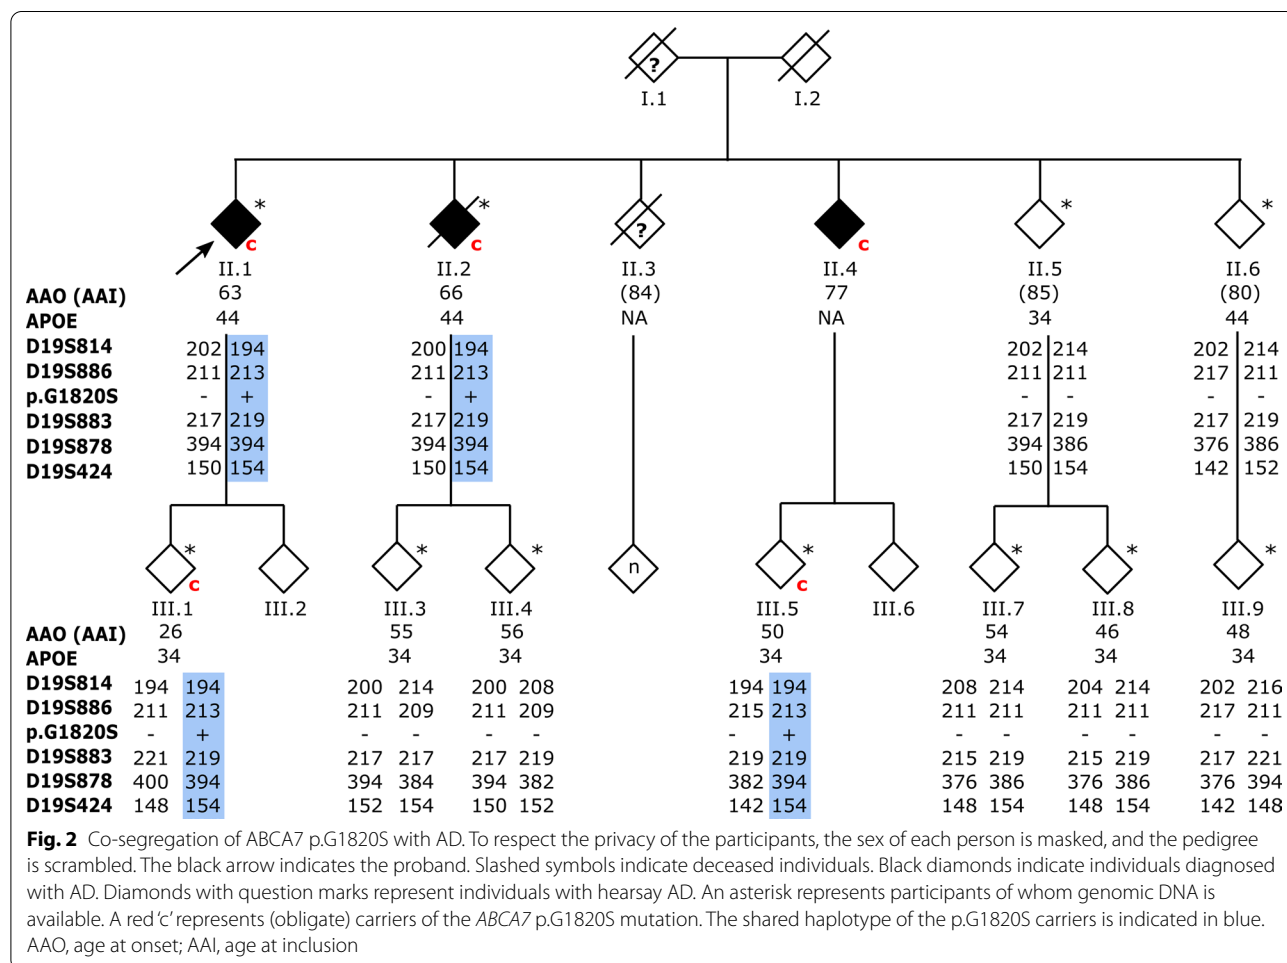 ?
I.1 I.2
* * ? * *
c c c
II.1 II.2 II.3 II.4 II.5 II.6
AAO (AAI) 63 66 (84) 77 (85) (80)
APOE 44 44 NA NA 34 44
D19S814 202 194 200 194 202 214 202 214
D19S886 211 213 211 213 211 211 217 211
p.G1820S - + - + - - - -
D19S883 217 219 217 219 217 219 217 219
D19S878 394 394 394 394 394 386 376 386
D19S424 150 154 150 154 150 154 142 152
* * * n * * * *
c c
III.1 III.2 III.3 III.4 III.5 III.6 III.7 III.8 III.9
AAO (AAI) 26 55 56 50 54 46 48
APOE 34 34 34 34 34 34 34
D19S814 194 194 200 214 200 208 194 194 208 214 204 214 202 216
D19S886 211 213 211 209 211 209 215 213 211 211 211 211 217 211
p.G1820S - + - - - - - + - - - - - -
D19S883 221 219 217 217 217 219 219 219 215 219 215 219 217 221
D19S878 400 394 394 384 394 382 382 394 376 386 376 386 376 394
D19S424 148 154 152 154 150 152 142 154 148 154 148 154 142 148
Fig. 2 Co-segregation of ABCA7 p.G1820S with AD. To respect the privacy of the participants, the sex of each person is masked, and the pedigree
is scrambled. The black arrow indicates the proband. Slashed symbols indicate deceased individuals. Black diamonds indicate individuals diagnosed
with AD. Diamonds with question marks represent individuals with hearsay AD. An asterisk represents participants of whom genomic DNA is
available. A red 'c' represents (obligate) carriers of the ABCA7 p.G1820S mutation. The shared haplotype of the p.G1820S carriers is indicated in blue.
AAO, age at onset; AAI, age at inclusion